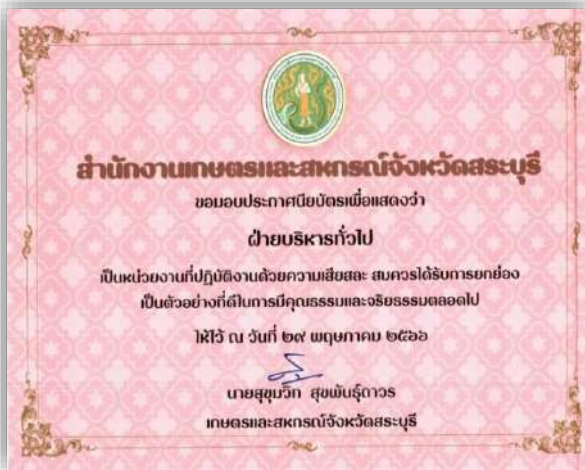 สำนักงานเกษตรและสหกรณ์จังหวัดสระบุรี
ขอมอบประกาศนียบัตรเพื่อแสดงว่า
ฝ่ายบริหารทั่วไป
เป็นหน่วยงานที่ปฏิบัติงานด้วยความเสียสละ สมควรได้รับการยกย่อง
เป็นตัวอย่างที่ดีในการมีคุณธรรมและจริยธรรมตลอดไป
ให้ไว้ ณ วันที่ ๒๙ พฤษภาคม ๒๕๖๖
นายสุขุมวิท สุขพันธุ์ถาวร
เกษตรและสหกรณ์จังหวัดสระบุรี